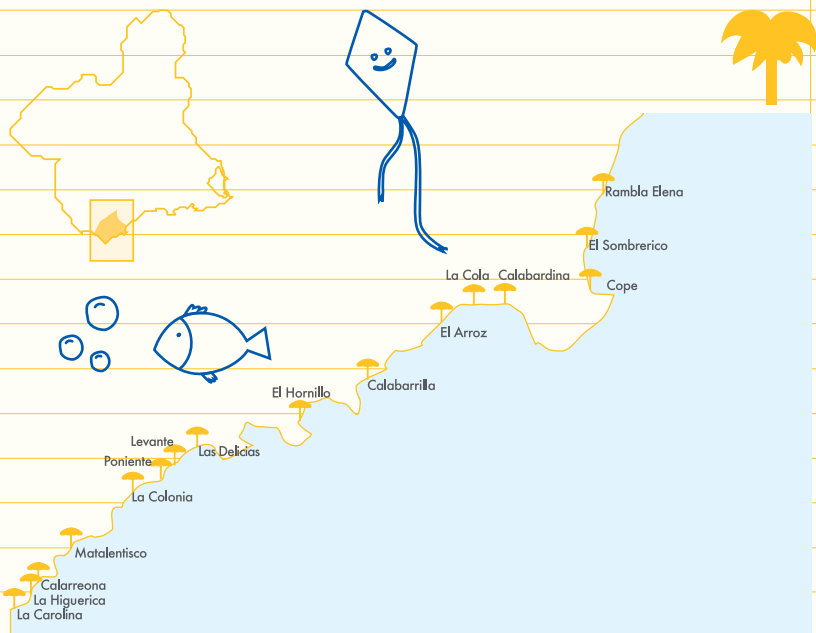 Rambla Elena
El Sombrerico
La Cola
Calabardina
Cope
El Arroz
Calabarrilla
El Hornillo
Levante
Las Delicias
Poniente
La Colonia
Matalentisco
Calarreona
La Higuerica
La Carolina